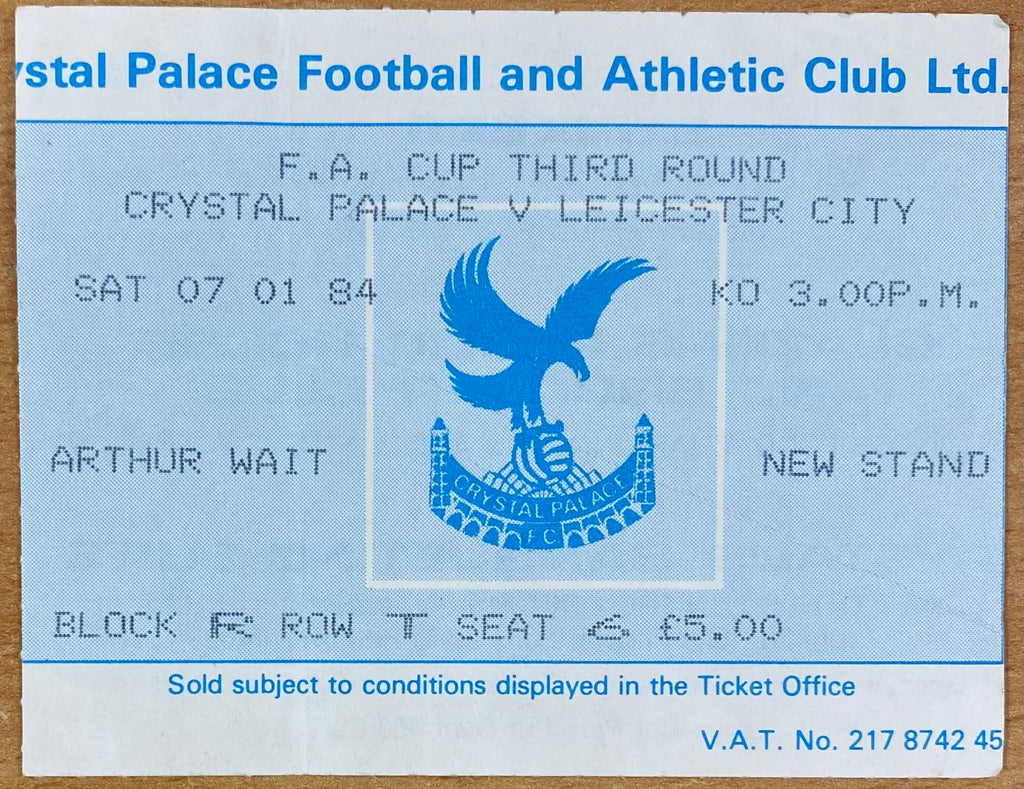 ystal Palace Football and Athletic Club Ltd.
F.A. CUP THIRD ROUND
CRYSTAL PALACE V LEICESTER CITY
SAT 07 01 84 KO 3.00P.M.
ARTHUR WAIT NEW STAND
CRYSTAL PALACE
F.C.
BLOCK R ROW T SEAT 6 £5.00
Sold subject to conditions displayed in the Ticket Office
V.A.T. No. 217 8742 45